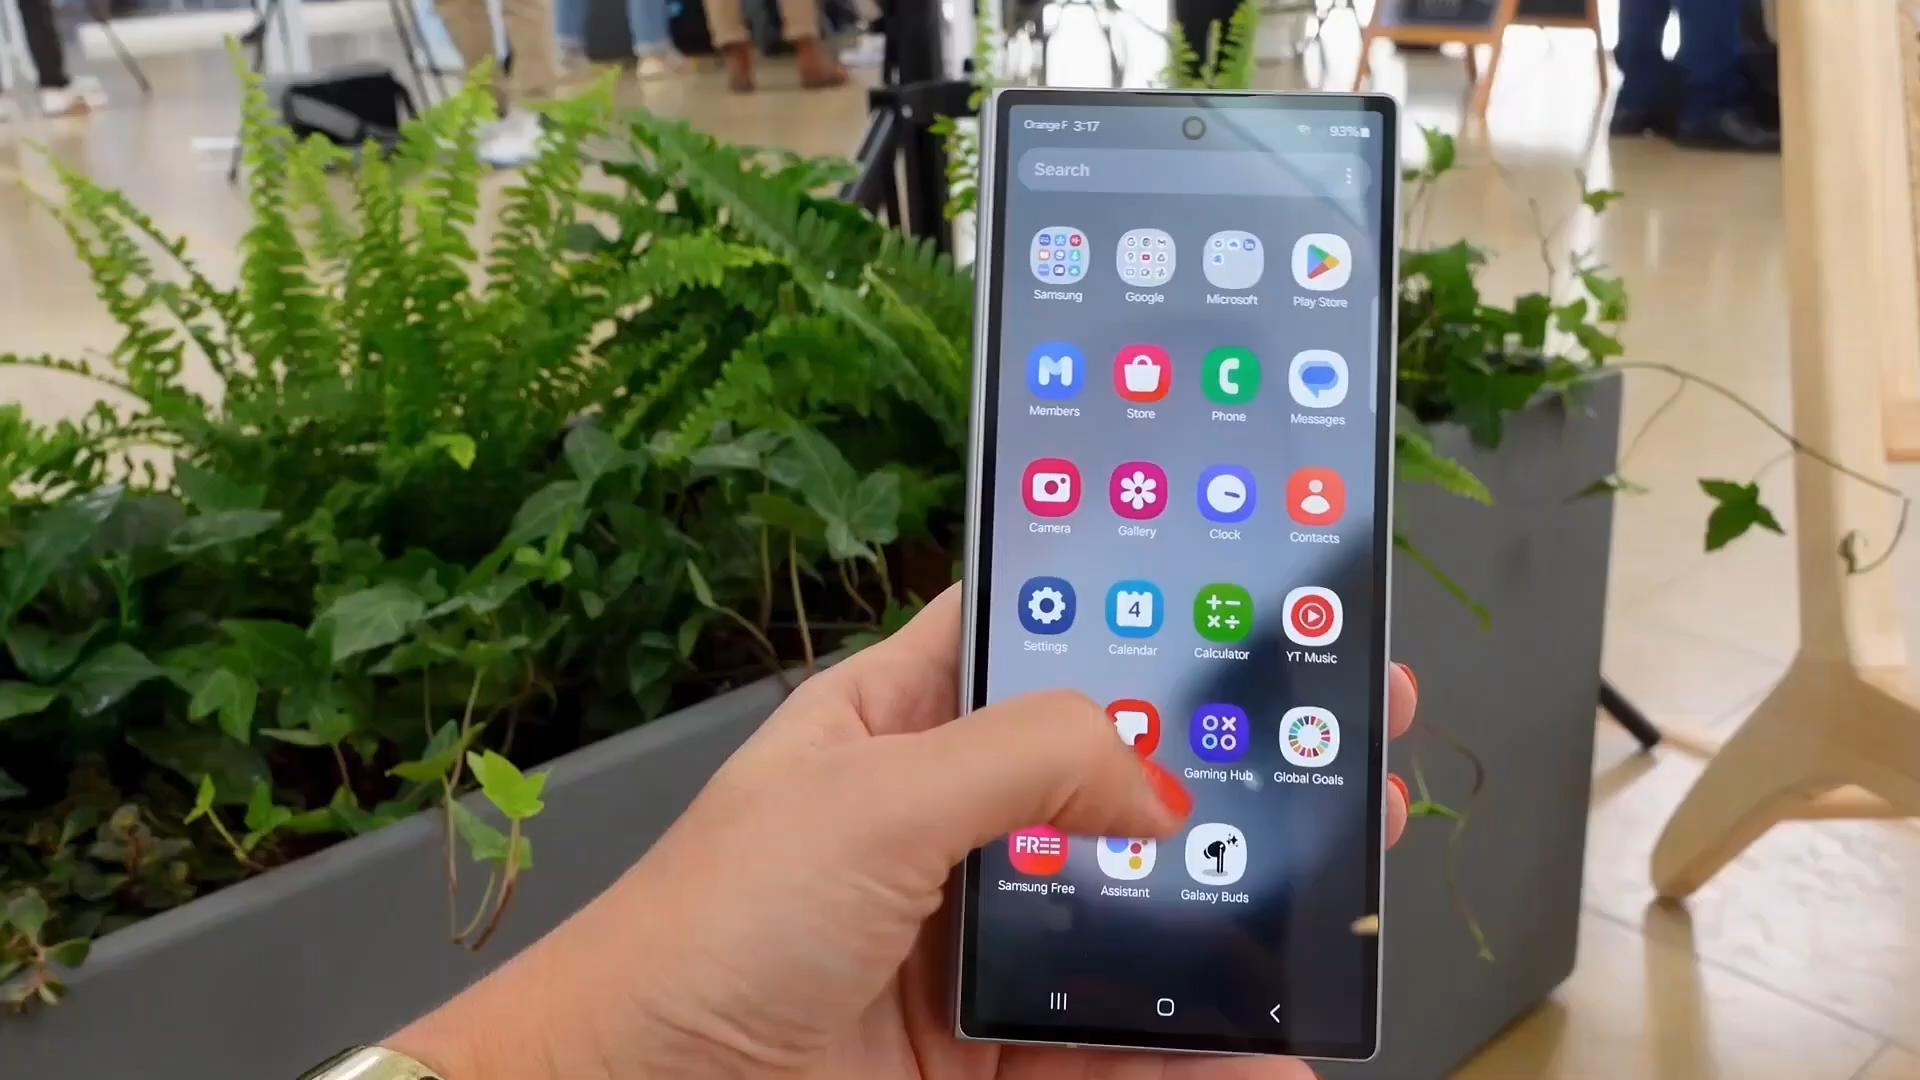 Orange F 3:17 93%
Search
Samsung Google Microsoft Play Store
Members Store Phone Messages
Camera Gallery Clock Contacts
4
Settings Calendar Calculator YT Music
Gaming Hub Global Goals
FREE
Samsung Free Assistant Galaxy Buds